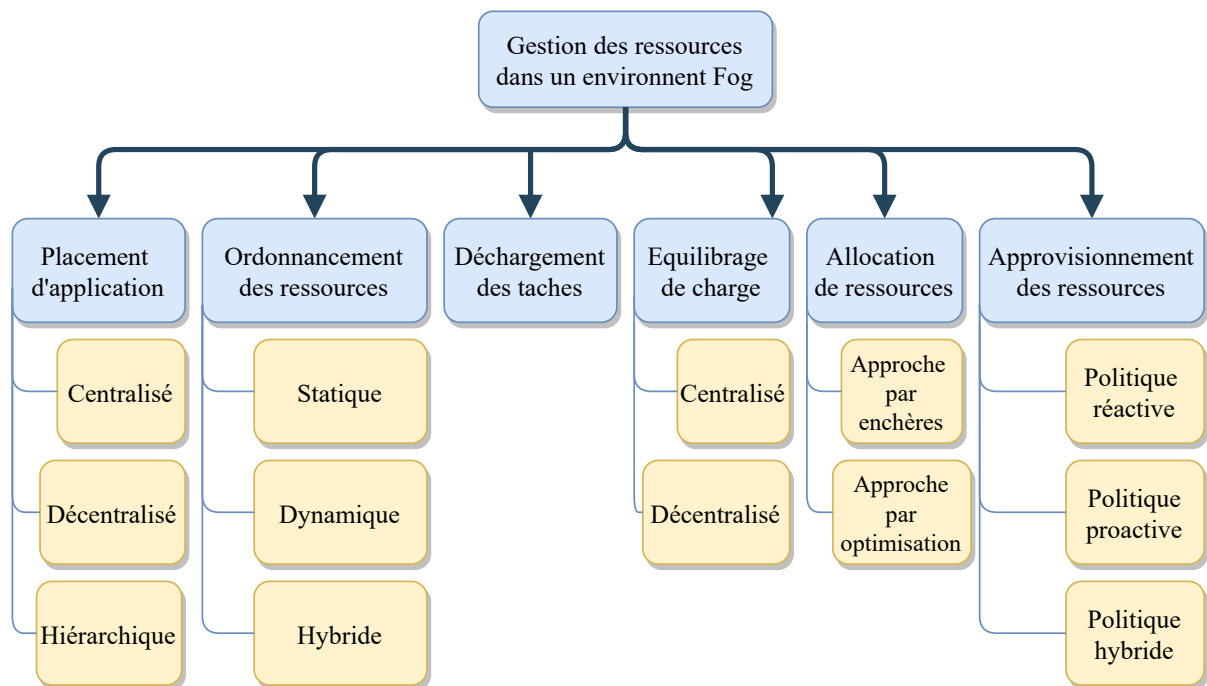 Gestion des ressources
dans un environnent Fog
Placement
d'application
Ordonnancement
des ressources
Déchargement
des taches
Equilibrage
de charge
Allocation
de ressources
Approvisionnement
des ressources
Centralisé
Décentralisé
Hiérarchique
Statique
Dynamique
Hybride
Centralisé
Décentralisé
Approche
par
enchères
Approche
par
optimisation
Politique
réactive
Politique
proactive
Politique
hybride